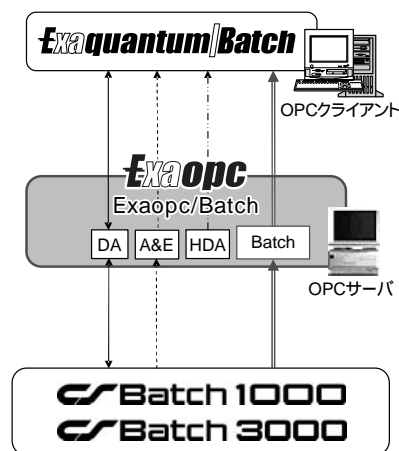 Exaquantum/Batch
OPCクライアント
Exaopc
Exaopc/Batch
DA A&E HDA Batch
OPCサーバ
CS Batch 1000
CS Batch 3000